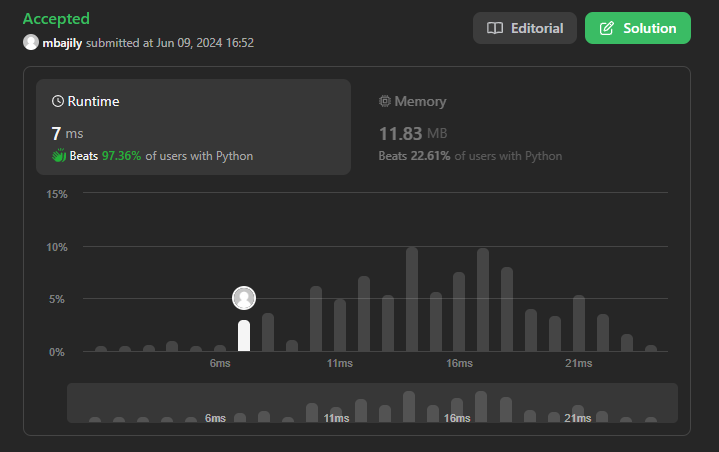 Accepted
mbajily submitted at Jun 09, 2024 16:52
Editorial
Solution
Runtime
7 ms
Beats 97.36% of users with Python
Memory
11.83 MB
Beats 22.61% of users with Python
15%
10%
5%
0%
6ms 11ms 16ms 21ms
6ms 11ms 16ms 21ms